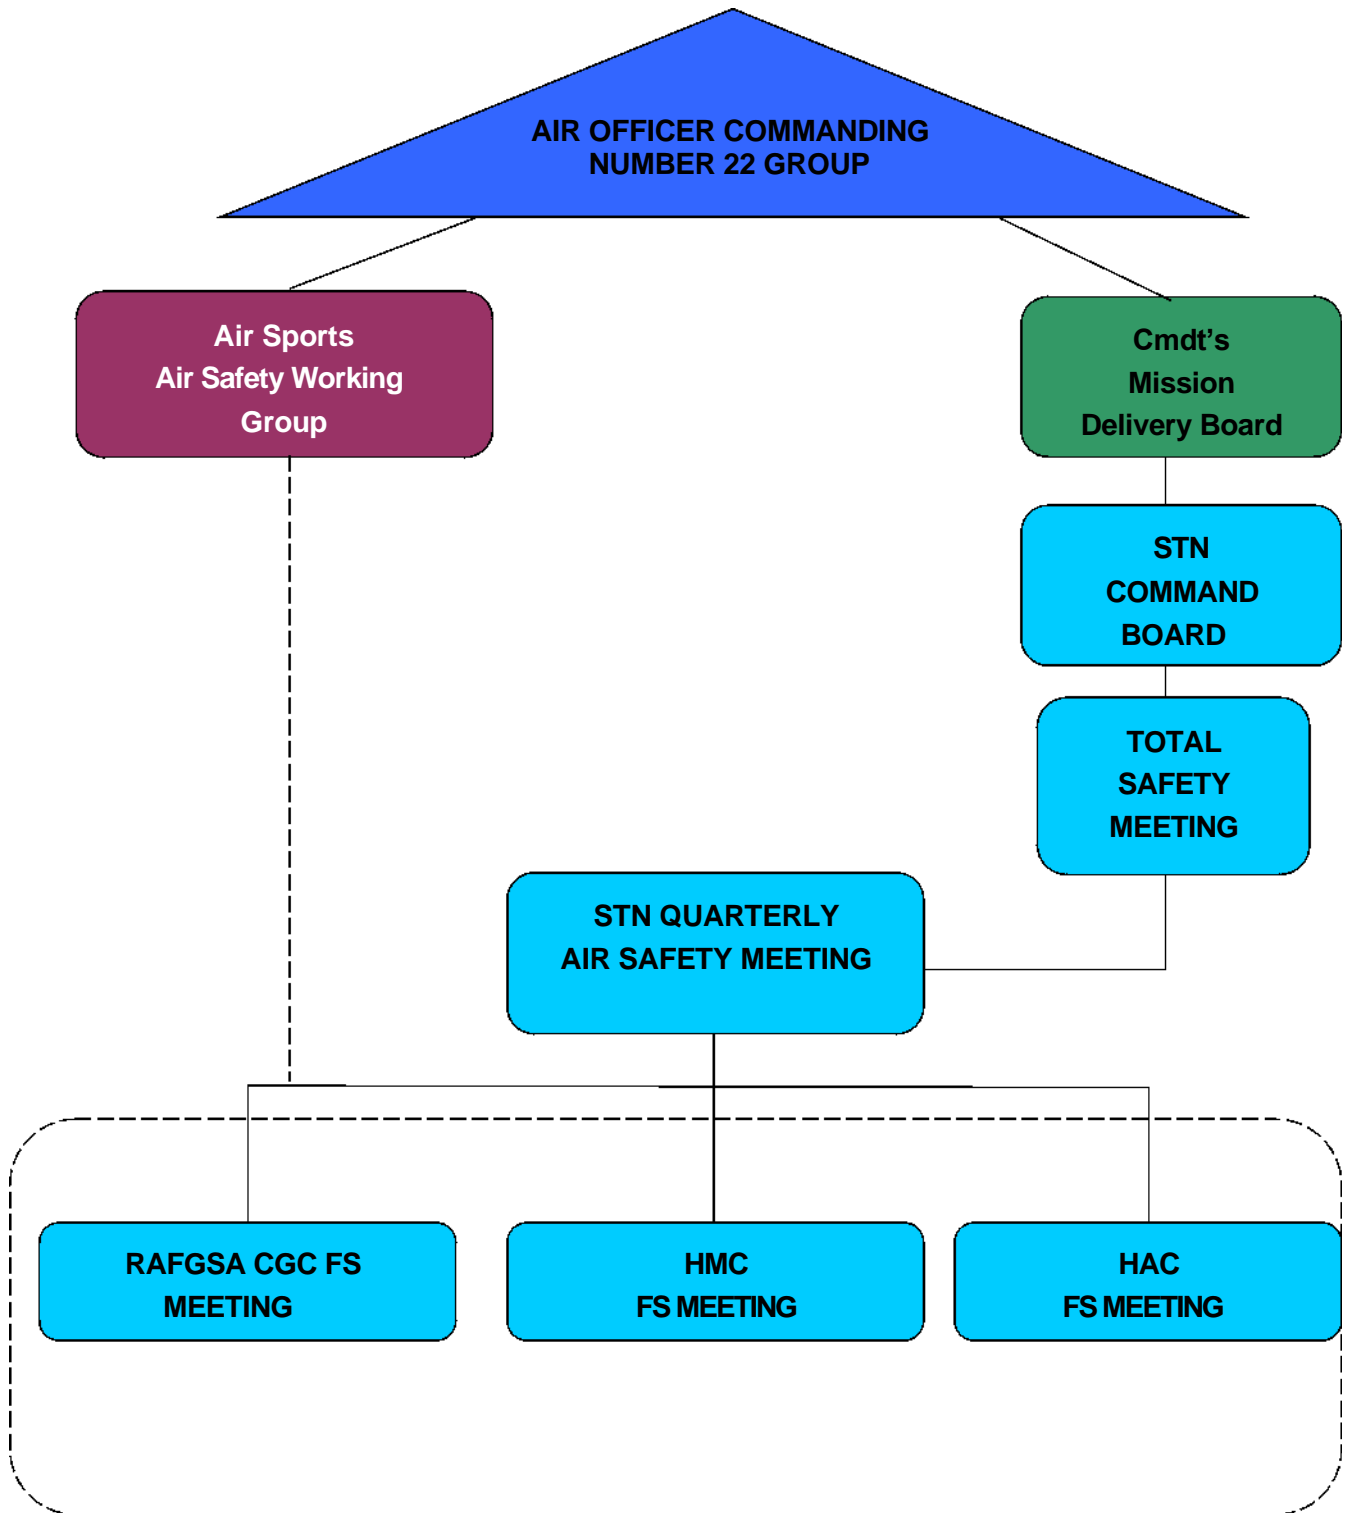 AIR OFFICER COMMANDING
NUMBER 22 GROUP
Air Sports
Air Safety Working
Group
Cmdt’s
Mission
Delivery Board
STN
COMMAND
BOARD
TOTAL
SAFETY
MEETING
STN QUARTERLY
AIR SAFETY MEETING
RAFGSA CGC FS
MEETING
HMC
FS MEETING
HAC
FS MEETING